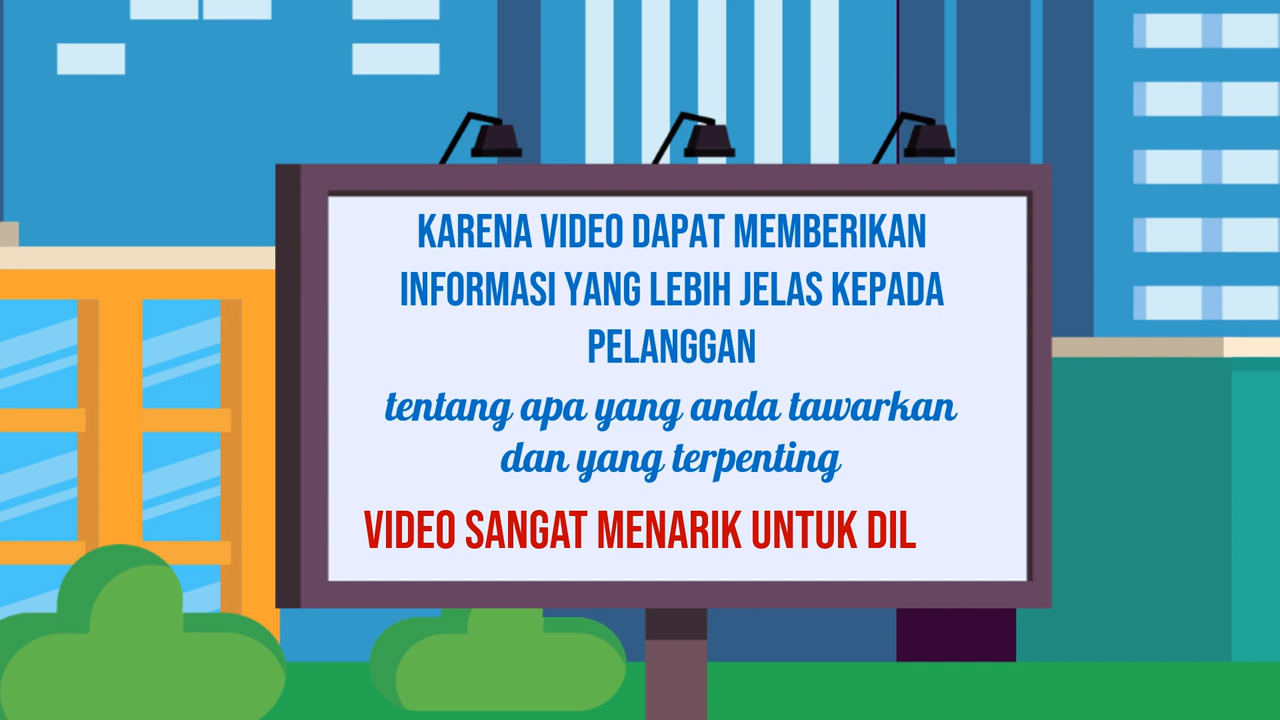 KARENA VIDEO DAPAT MEMBERIKAN
INFORMASI YANG LEBIH JELAS KEPADA
PELANGGAN
tentang apa yang anda tawarkan
dan yang terpenting
VIDEO SANGAT MENARIK UNTUK DIL